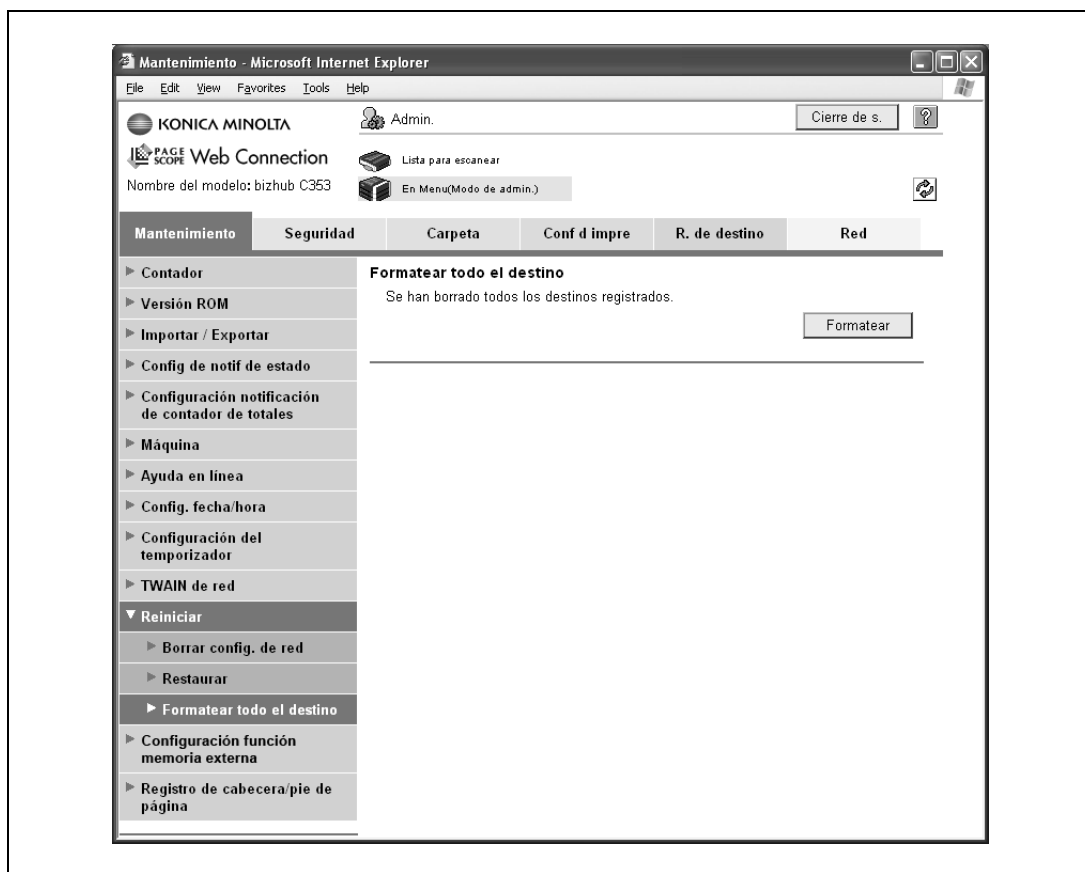 Mantenimiento - Microsoft Internet Explorer
File Edit View Favorites Tools Help
KONICA MINOLTA
Admin.
Cierre de s.
?
PAGE SCOPE Web Connection
Lista para escanear
Nombre del modelo: bizhub C353
En Menu(Modo de admin.)
Mantenimiento Seguridad Carpeta Conf d impre R. de destino Red
Contador
Versión ROM
Importar / Exportar
Config de notif de estado
Configuración notificación
de contador de totales
Máquina
Ayuda en línea
Config. fecha/hora
Configuración del
temporizador
TWAIN de red
Reiniciar
Borrar config. de red
Restaurar
Formatear todo el destino
Configuración función
memoria externa
Registro de cabecera/pie de
página
Formatear todo el destino
Se han borrado todos los destinos registrados.
Formatear